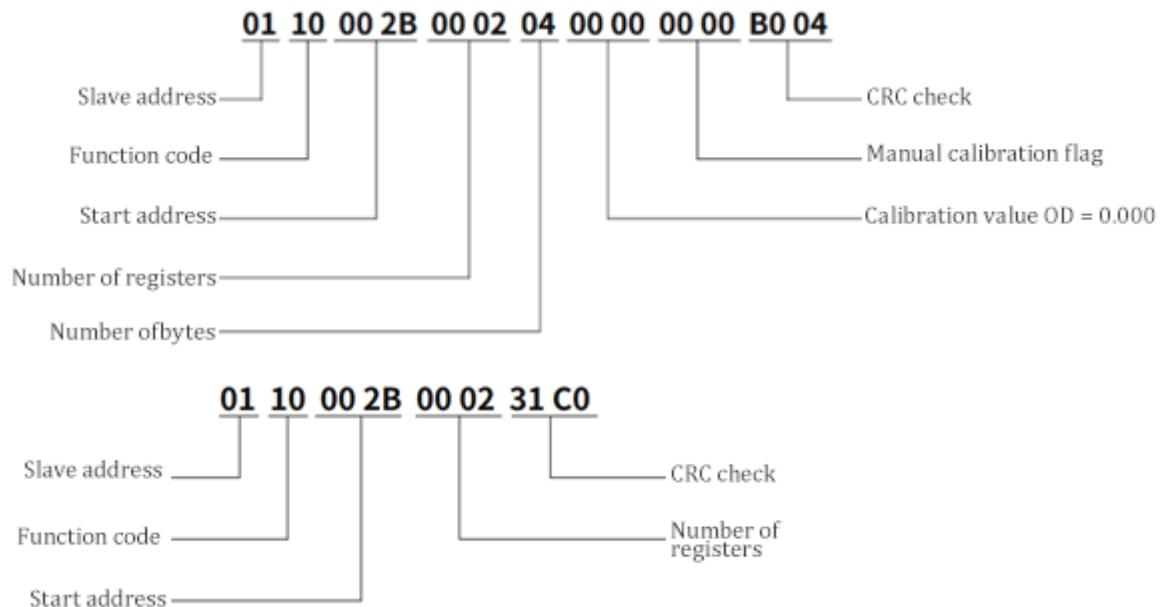 01 10 00 2B 00 02 04 00 00 00 00 B0 04
Slave address
CRC check
Function code
Manual calibration flag
Start address
Calibration value OD = 0.000
Number of registers
Number ofbytes
01 10 00 2B 00 02 31 C0
Slave address
CRC check
Function code
Number of
registers
Start address